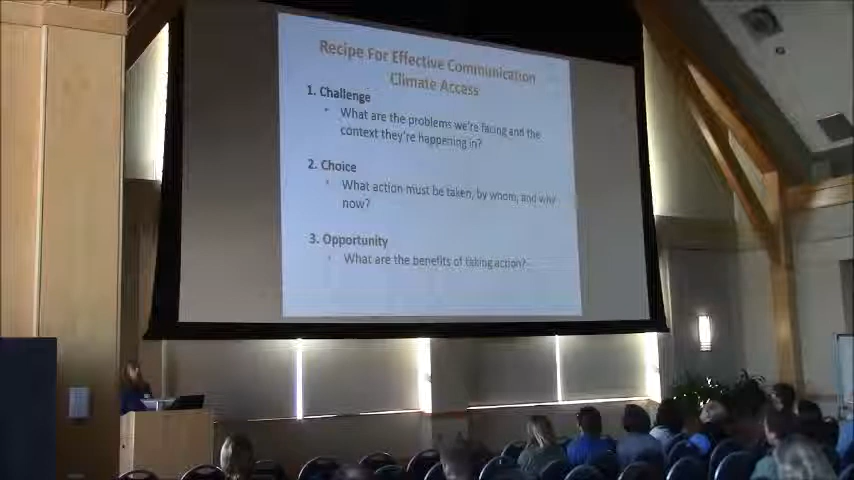 Recipe For Effective Communication
Climate Access
1. Challenge
• What are the problems we're facing and the
context they're happening in?
2. Choice
• What action must be taken, by whom, and why
now?
3. Opportunity
• What are the benefits of taking action?